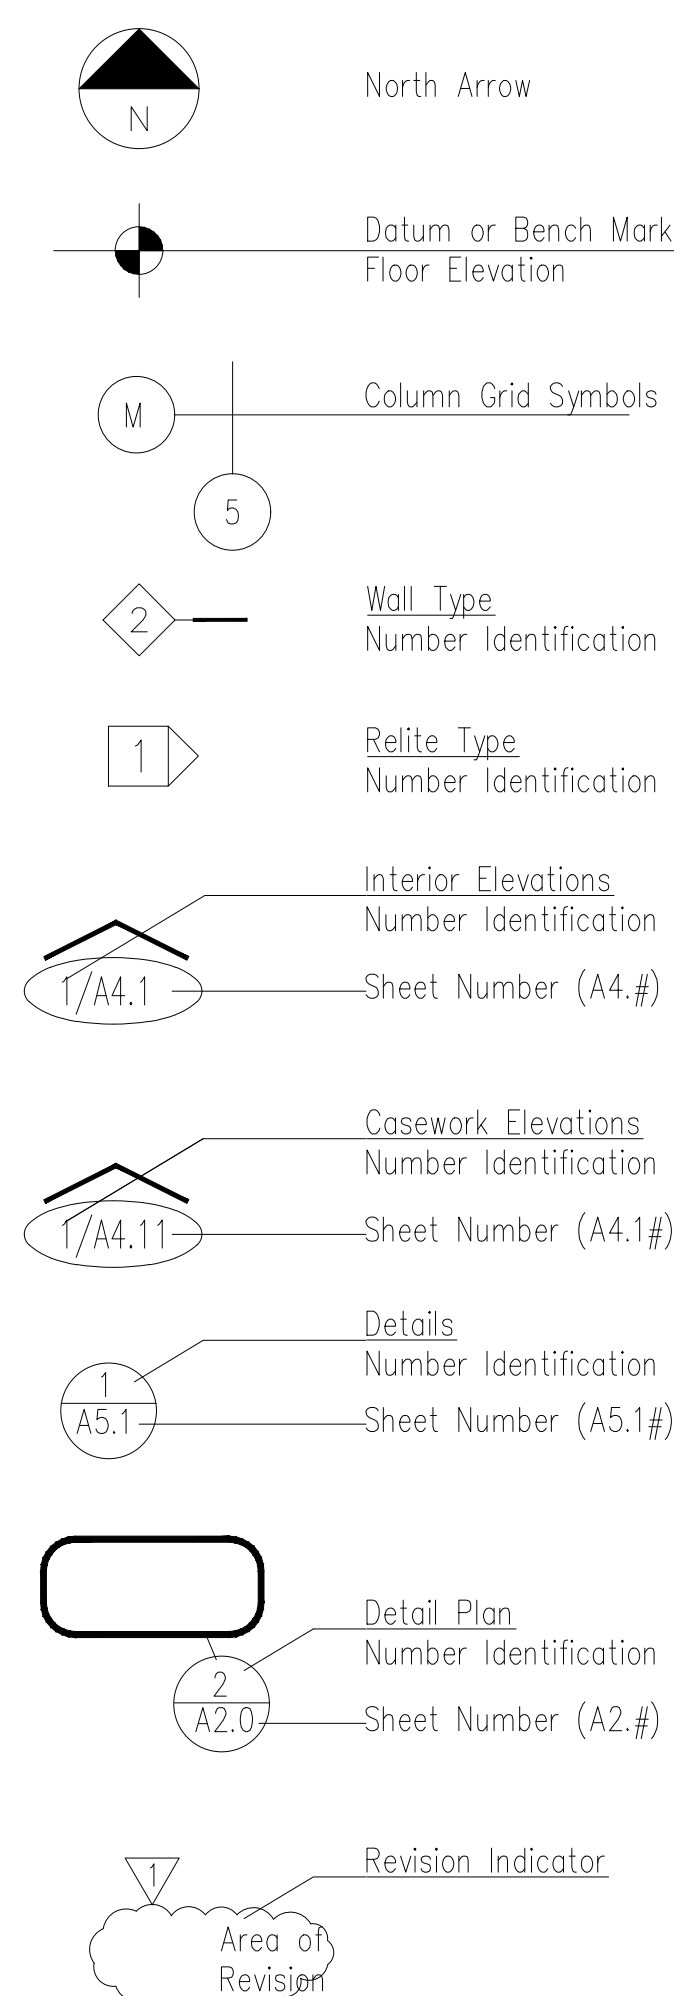 N
North Arrow
Datum or Bench Mark
Floor Elevation
M
Column Grid Symbols
5
2
Wall Type
Number Identification
1
Relite Type
Number Identification
Interior Elevations
Number Identification
1/A4.1
Sheet Number (A4.#)
Casework Elevations
Number Identification
1/A4.11
Sheet Number (A4.1#)
Details
Number Identification
1
A5.1
Sheet Number (A5.1#)
Detail Plan
Number Identification
2
A2.0
Sheet Number (A2.#)
Revision Indicator
1
Area of
Revision